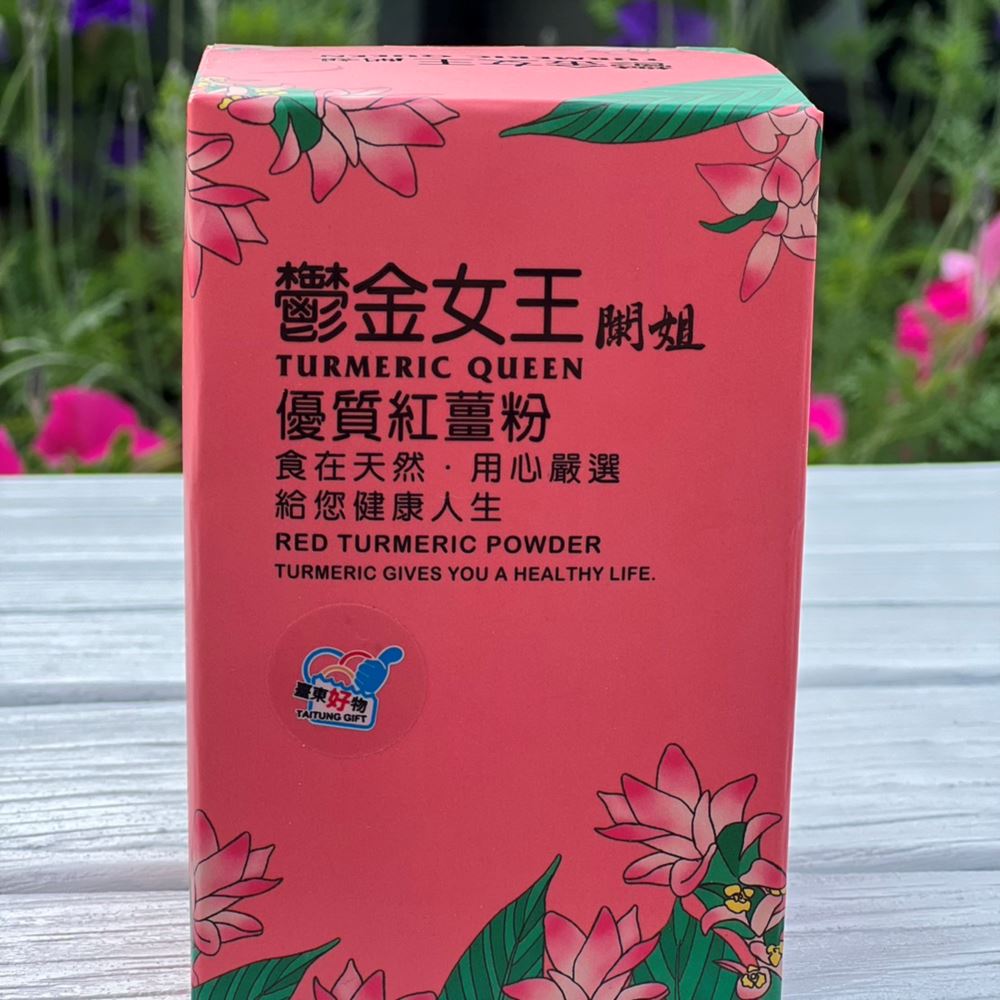 鬱金女王 闌姐
TURMERIC QUEEN
優質紅薑粉
食在天然．用心嚴選
給您健康人生
RED TURMERIC POWDER
TURMERIC GIVES YOU A HEALTHY LIFE.
臺東好物
TAITUNG GIFT